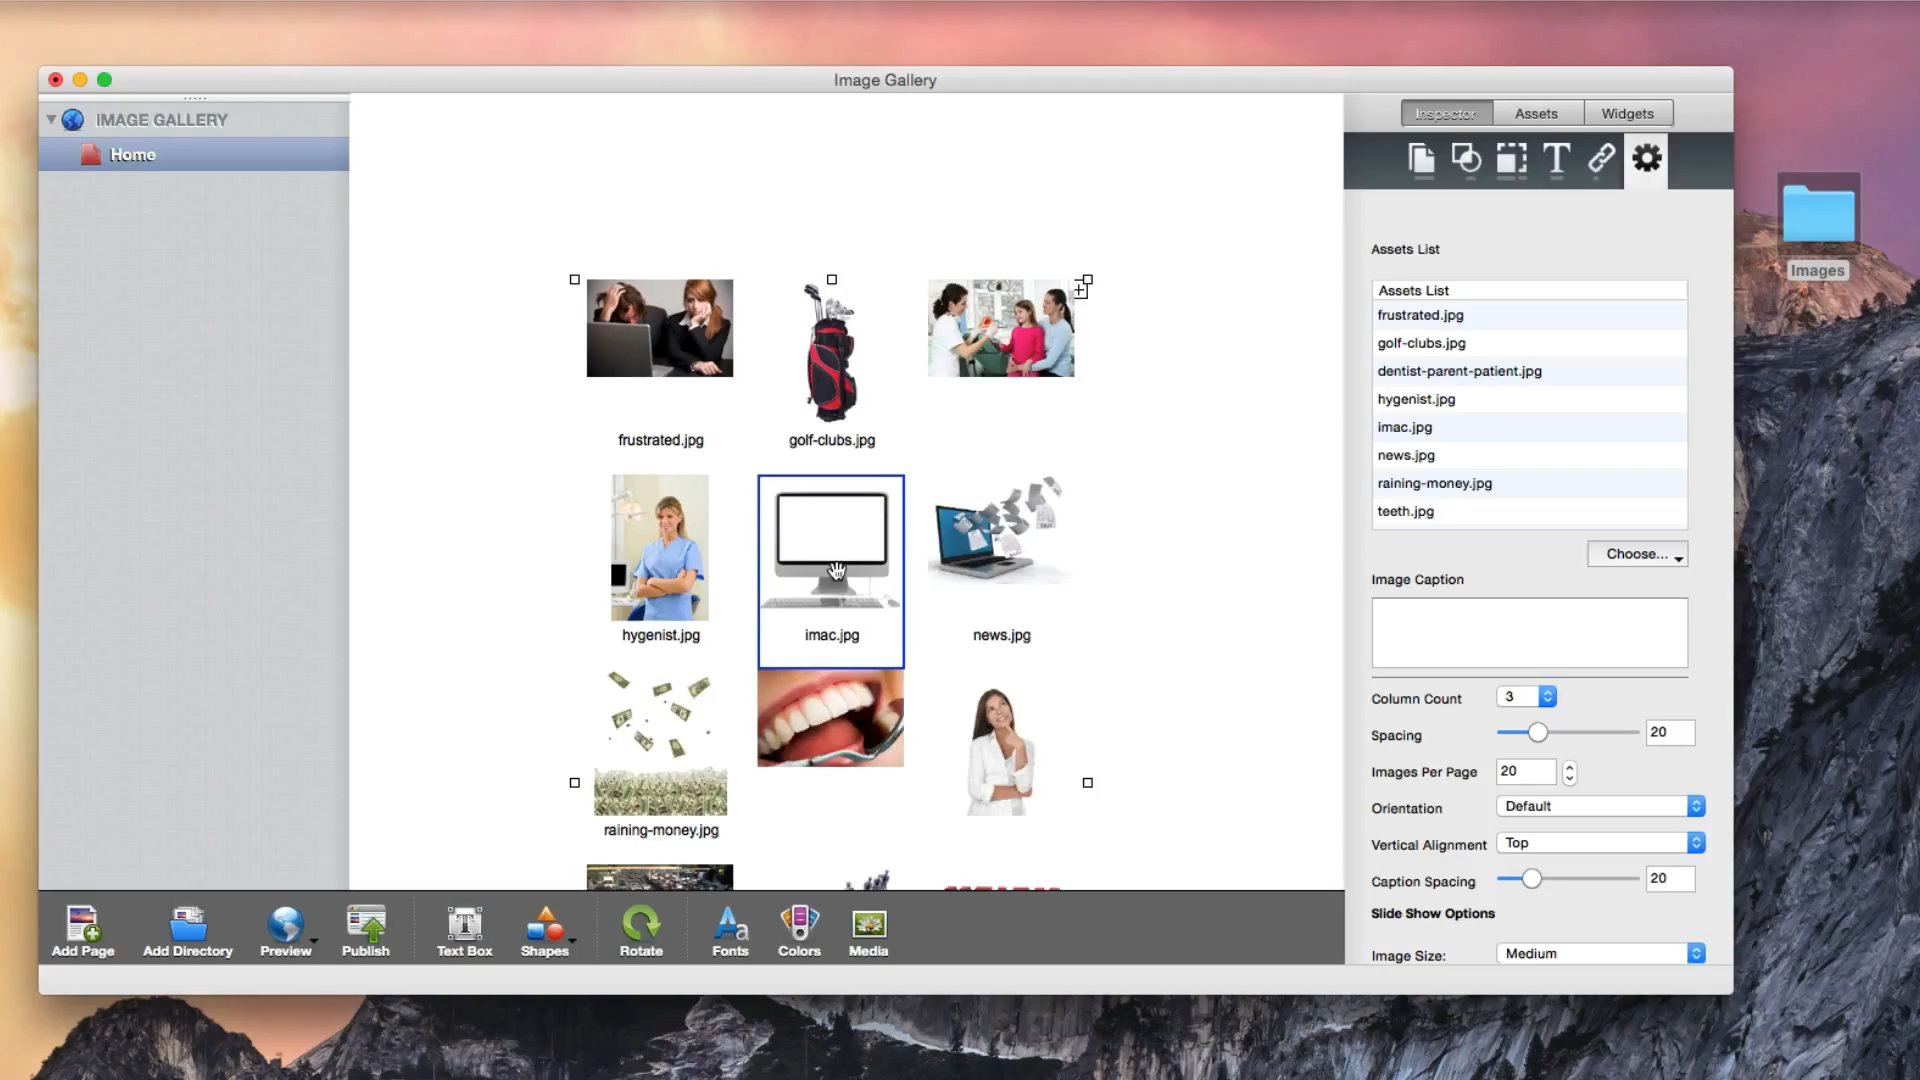 Image Gallery
IMAGE GALLERY
Home
frustrated.jpg
golf-clubs.jpg
hygenist.jpg
imac.jpg
news.jpg
raining-money.jpg
Inspector
Assets
Widgets
T
Assets List
Assets List
frustrated.jpg
golf-clubs.jpg
dentist-parent-patient.jpg
hygenist.jpg
imac.jpg
news.jpg
raining-money.jpg
teeth.jpg
Choose...
Image Caption
Column Count 3
Spacing 20
Images Per Page 20
Orientation Default
Vertical Alignment Top
Caption Spacing 20
Slide Show Options
Image Size: Medium
Add Page
Add Directory
Preview
Publish
T
Text Box
Shapes
Rotate
Aa
Fonts
Colors
Media
Images